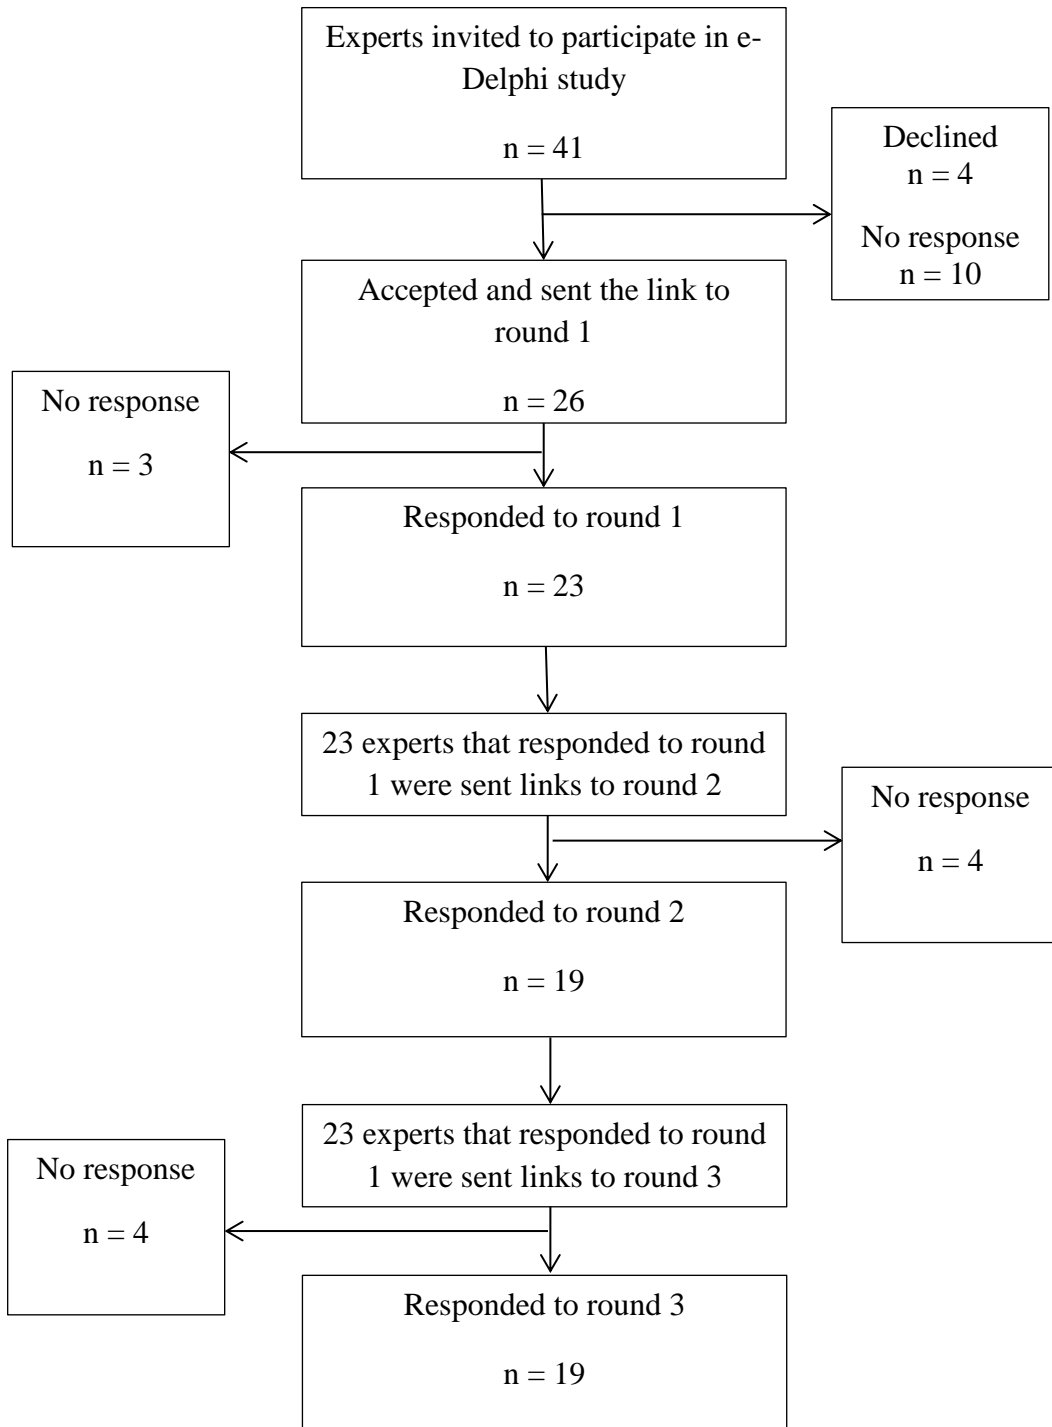 Experts invited to participate in e-
Delphi study
n = 41
Declined
n = 4
No response
n = 10
Accepted and sent the link to
round 1
n = 26
No response
n = 3
Responded to round 1
n = 23
23 experts that responded to round
1 were sent links to round 2
No response
n = 4
Responded to round 2
n = 19
23 experts that responded to round
1 were sent links to round 3
No response
n = 4
Responded to round 3
n = 19